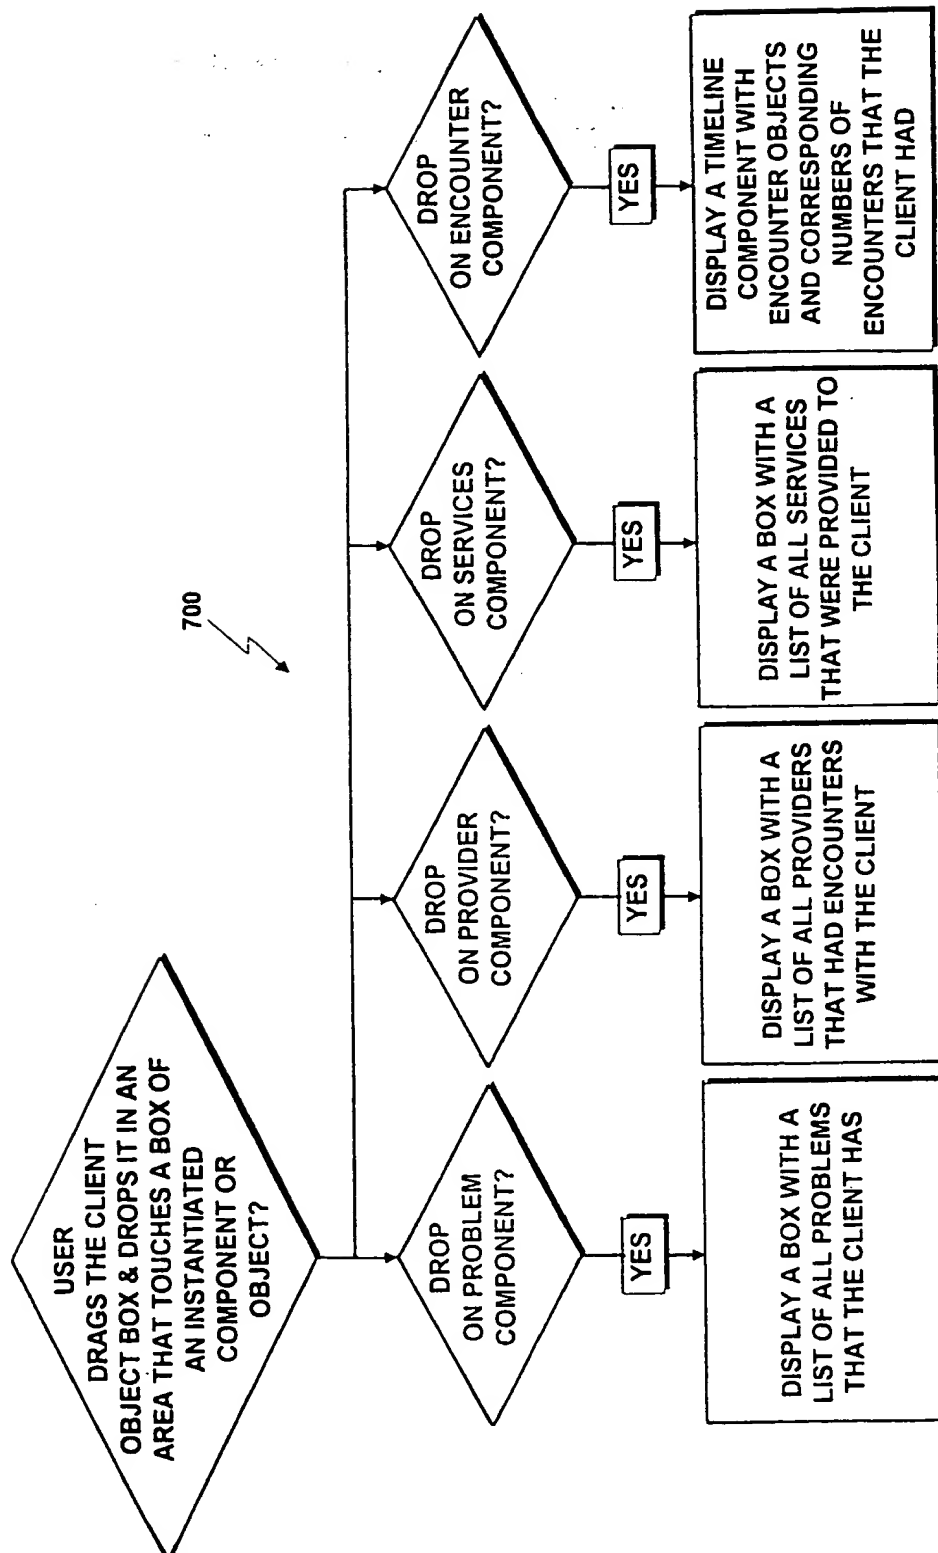 700
USER
DRAGS THE CLIENT
OBJECT BOX & DROPS IT IN AN
AREA THAT TOUCHES A BOX OF
AN INSTANTIATED
COMPONENT OR
OBJECT?
DROP
ON PROBLEM
COMPONENT?
YES
DISPLAY A BOX WITH A
LIST OF ALL PROBLEMS
THAT THE CLIENT HAS
DROP
ON PROVIDER
COMPONENT?
YES
DISPLAY A BOX WITH A
LIST OF ALL PROVIDERS
THAT HAD ENCOUNTERS
WITH THE CLIENT
DROP
ON SERVICES
COMPONENT?
YES
DISPLAY A BOX WITH A
LIST OF ALL SERVICES
THAT WERE PROVIDED TO
THE CLIENT
DROP
ON ENCOUNTER
COMPONENT?
YES
DISPLAY A TIMELINE
COMPONENT WITH
ENCOUNTER OBJECTS
AND CORRESPONDING
NUMBERS OF
ENCOUNTERS THAT THE
CLIENT HAD